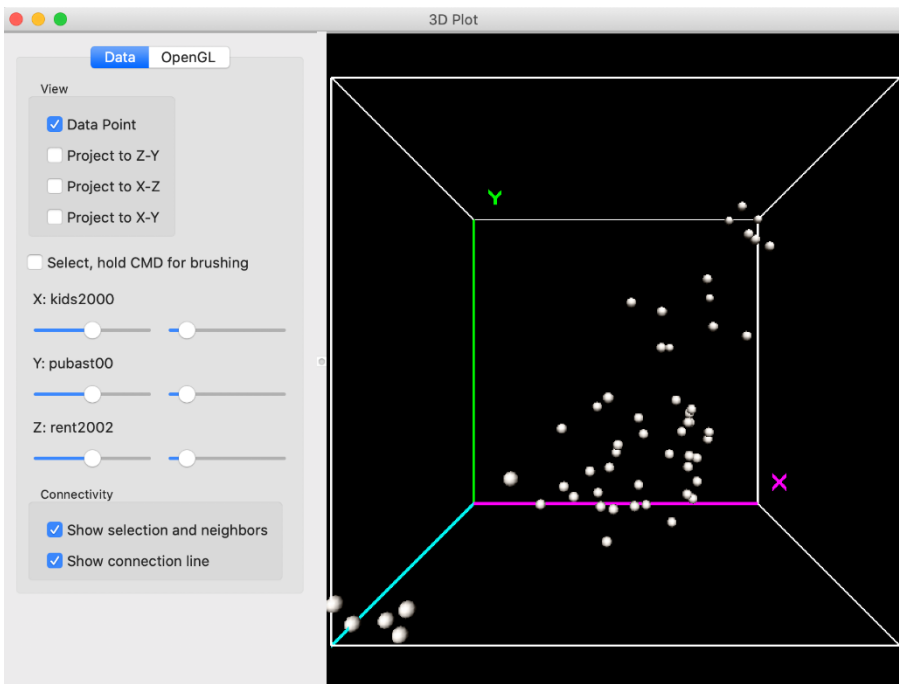 3D Plot
Data OpenGL
View
Data Point
Project to Z-Y
Project to X-Z
Project to X-Y
Select, hold CMD for brushing
X: kids2000
Y: pubast00
Z: rent2002
Connectivity
Show selection and neighbors
Show connection line
Y
X